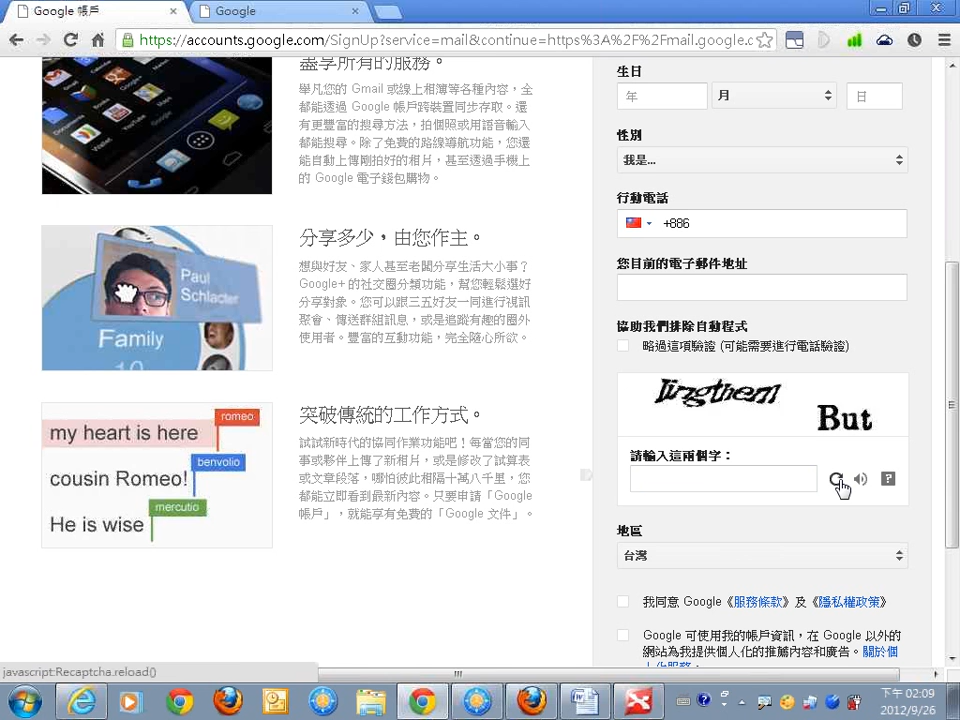 Google 帳戶
Google
https://accounts.google.com/SignUp?service=mail&continue=https%3A%2F%2Fmail.google.c
盡享所有的服務。
舉凡您的 Gmail 或線上相簿等各種內容，全
都能透過 Google 帳戶跨裝置同步存取。還
有更豐富的搜尋方法，拍個照或用語音輸入
都能搜尋。除了免費的路線導航功能，您還
能自動上傳剛拍好的相片，甚至透過手機上
的 Google 電子錢包購物。
Google
YouTube
Wallet
分享多少，由您作主。
想與好友、家人甚至老闆分享生活大小事？
Google+ 的社交圈分類功能，幫您輕鬆選好
分享對象。您可以跟三五好友一同進行視訊
聚會、傳送群組訊息，或是追蹤有趣的圈外
使用者。豐富的互動功能，完全隨心所欲。
Paul
Schlacter
Family
10
突破傳統的工作方式。
試試新時代的協同作業功能吧！每當您的同
事或夥伴上傳了新相片，或是修改了試算表
或文章段落，哪怕彼此相隔十萬八千里，您
都能立即看到最新內容。只要申請「Google
帳戶」，就能享有免費的「Google 文件」。
romeo
my heart is here
benvolio
cousin Romeo!
mercutio
He is wise
生日
年
月
日
性別
我是...
行動電話
+886
您目前的電子郵件地址
協助我們排除自動程式
略過這項驗證 (可能需要進行電話驗證)
But
請輸入這兩個字：
地區
台灣
我同意 Google《服務條款》及《隱私權政策》
Google 可使用我的帳戶資訊，在 Google 以外的
網站為我提供個人化的推薦內容和廣告。關於個
人化服務。
javascript:Recaptcha.reload()
下午 02:09
2012/9/26